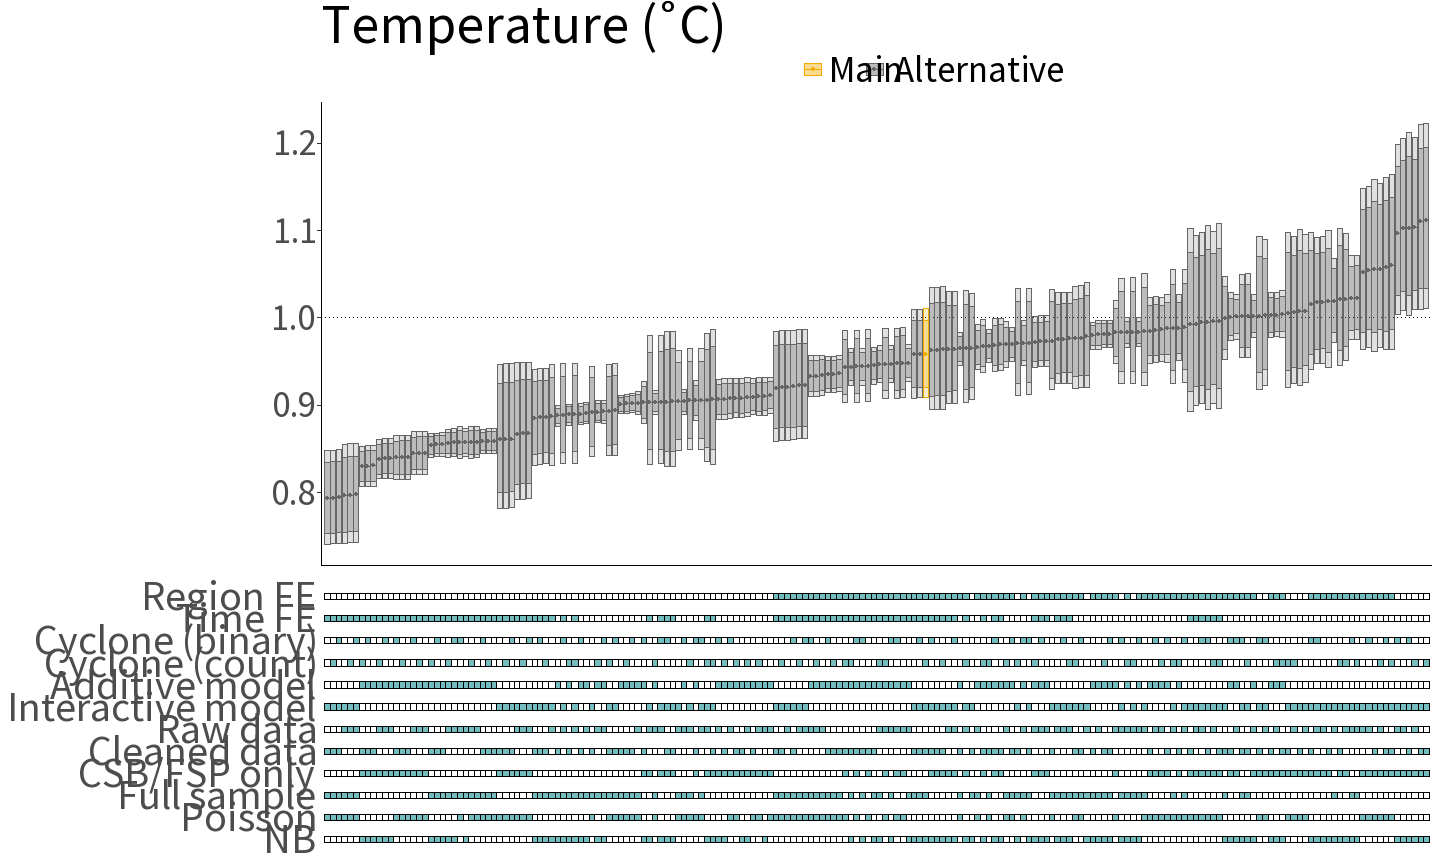 Temperature (˚C)
Main Alternative
1.2
1.1
1.0
0.9
0.8
Region FE
Time FE
Cyclone (binary)
Cyclone (count)
Additive model
Interactive model
Raw data
Cleaned data
CSB/FSP only
Full sample
Poisson
NB